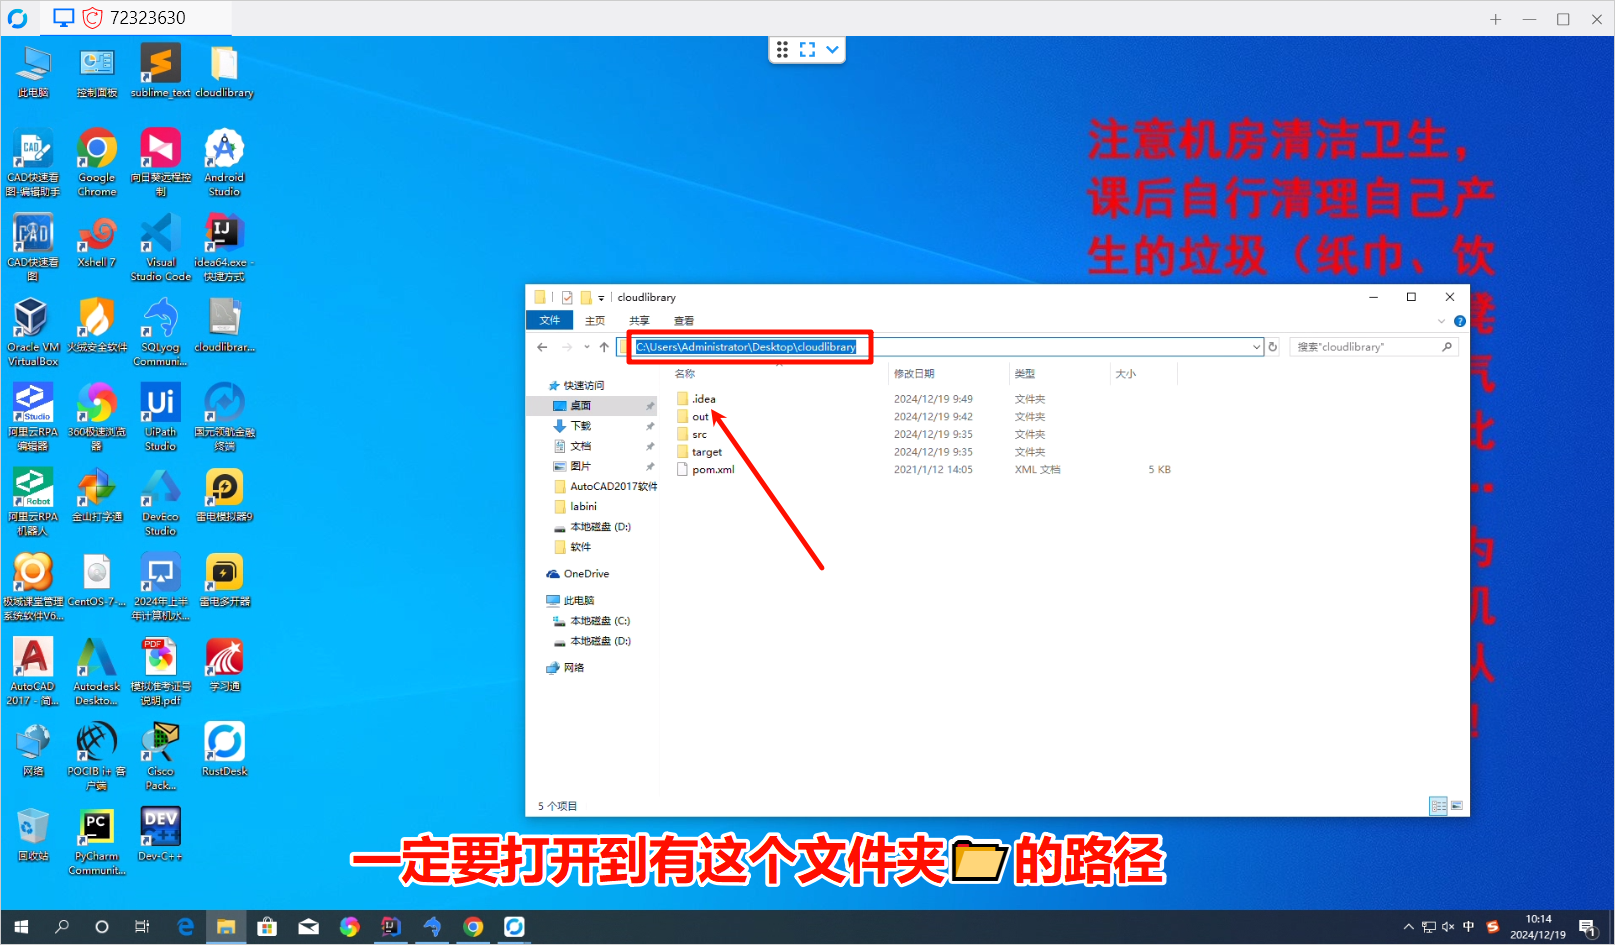 72323630
此电脑
控制面板
sublime_text
cloudlibrary
CAD快速看图-编辑助手
Google Chrome
向日葵远程控制
Android Studio
CAD快速看图
Xshell 7
Visual Studio Code
idea64.exe - 快捷方式
Oracle VM VirtualBox
火绒安全软件
SQLyog Communi...
cloudlibrar...
阿里云RPA编辑器
360极速浏览器
UiPath Studio
国元领航金融终端
阿里云RPA机器人
金山打字通
DevEco Studio
雷电模拟器9
极域课堂管理系统软件V6...
CentOS-7-...
2024年上半年计算机水...
雷电多开器
AutoCAD 2017 - 简...
Autodesk Deskto...
模拟准考证号说明.pdf
学习通
网络
POCIB i+ 客户端
Cisco Pack...
RustDesk
回收站
PyCharm Communit...
Dev-C++
注意机房清洁卫生，
课后自行清理自己产
生的垃圾（纸巾、饮
cloudlibrary
文件 主页 共享 查看
C:\Users\Administrator\Desktop\cloudlibrary
搜索"cloudlibrary"
名称 修改日期 类型 大小
.idea 2024/12/19 9:49 文件夹
out 2024/12/19 9:42 文件夹
src 2024/12/19 9:35 文件夹
target 2024/12/19 9:35 文件夹
pom.xml 2021/1/12 14:05 XML 文档 5 KB
快速访问
桌面
下载
文档
图片
AutoCAD2017软件
labini
本地磁盘 (D:)
软件
OneDrive
此电脑
本地磁盘 (C:)
本地磁盘 (D:)
网络
5 个项目
一定要打开到有这个文件夹📁的路径
中
10:14
2024/12/19
1